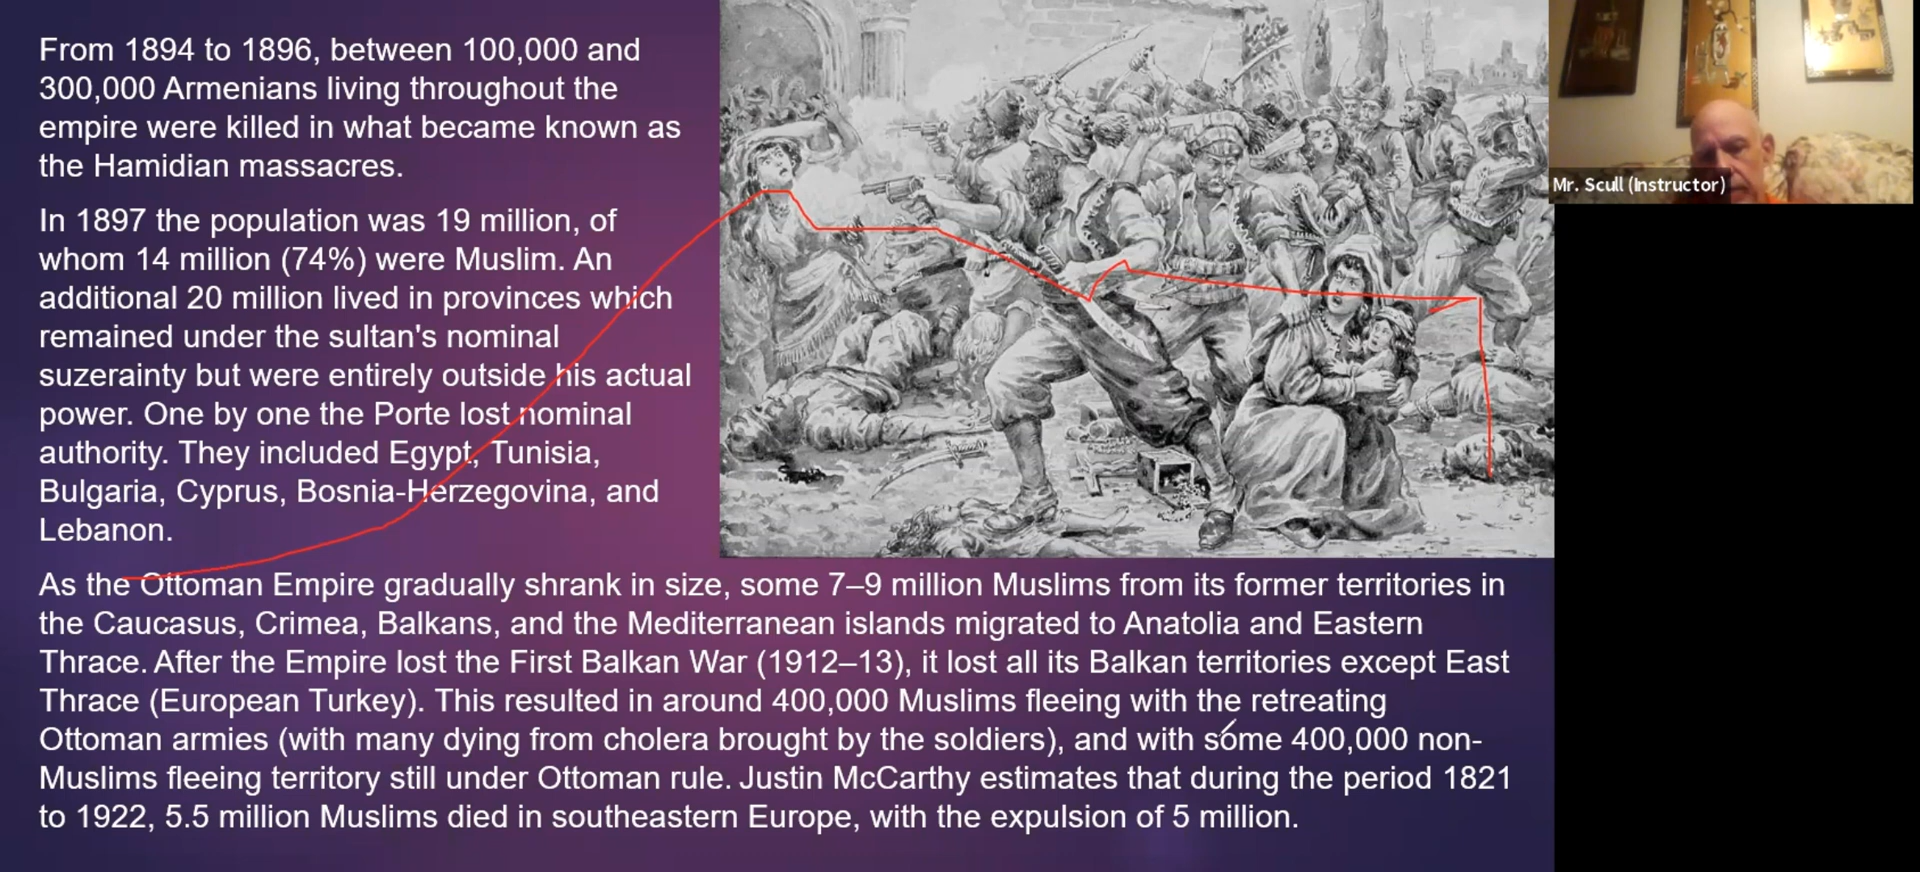 From 1894 to 1896, between 100,000 and
300,000 Armenians living throughout the
empire were killed in what became known as
the Hamidian massacres.
In 1897 the population was 19 million, of
whom 14 million (74%) were Muslim. An
additional 20 million lived in provinces which
remained under the sultan's nominal
suzerainty but were entirely outside his actual
power. One by one the Porte lost nominal
authority. They included Egypt, Tunisia,
Bulgaria, Cyprus, Bosnia-Herzegovina, and
Lebanon.
As the Ottoman Empire gradually shrank in size, some 7–9 million Muslims from its former territories in
the Caucasus, Crimea, Balkans, and the Mediterranean islands migrated to Anatolia and Eastern
Thrace. After the Empire lost the First Balkan War (1912–13), it lost all its Balkan territories except East
Thrace (European Turkey). This resulted in around 400,000 Muslims fleeing with the retreating
Ottoman armies (with many dying from cholera brought by the soldiers), and with some 400,000 non-
Muslims fleeing territory still under Ottoman rule. Justin McCarthy estimates that during the period 1821
to 1922, 5.5 million Muslims died in southeastern Europe, with the expulsion of 5 million.
Mr. Scull (Instructor)